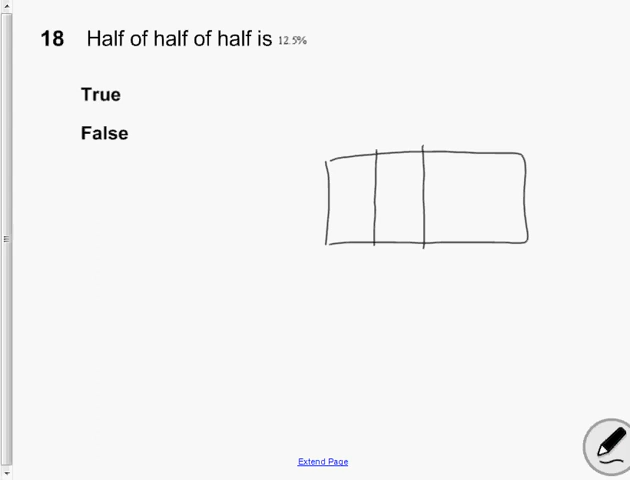 18 Half of half of half is 12.5%
True
False
Extend Page